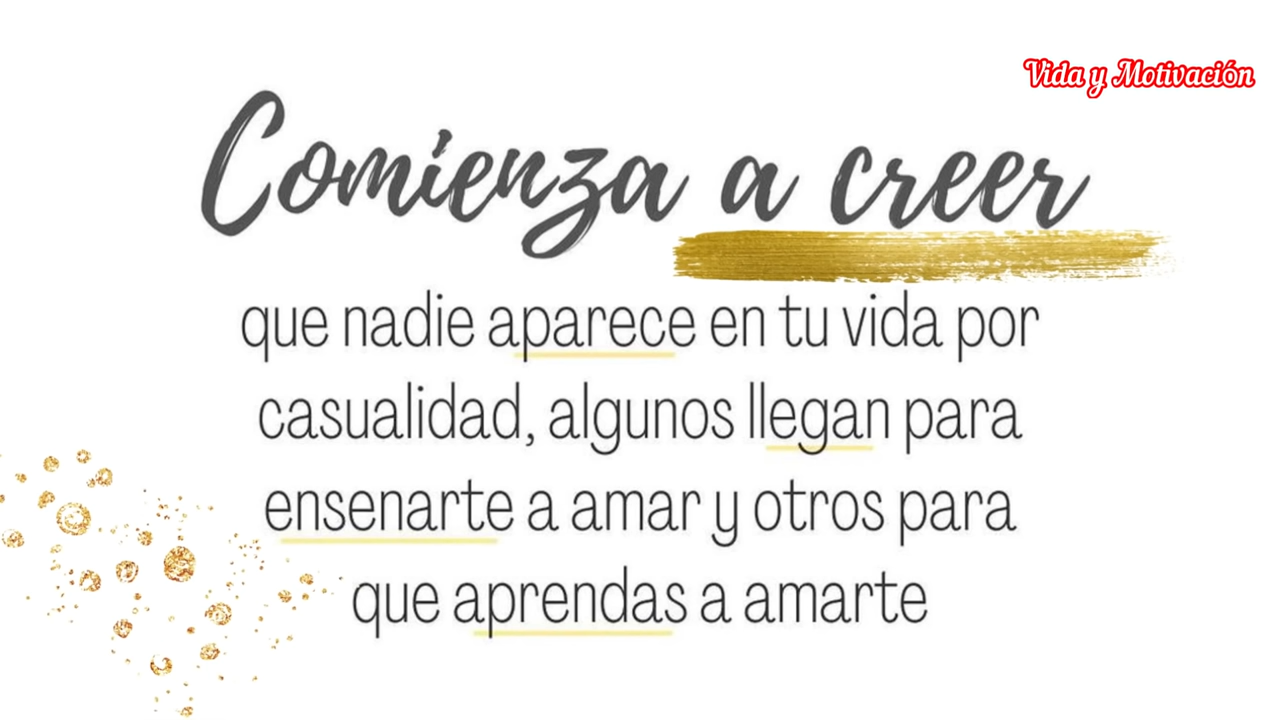 Vida y Motivación
Comienza a creer
que nadie aparece en tu vida por
casualidad, algunos llegan para
ensenarte a amar y otros para
que aprendas a amarte